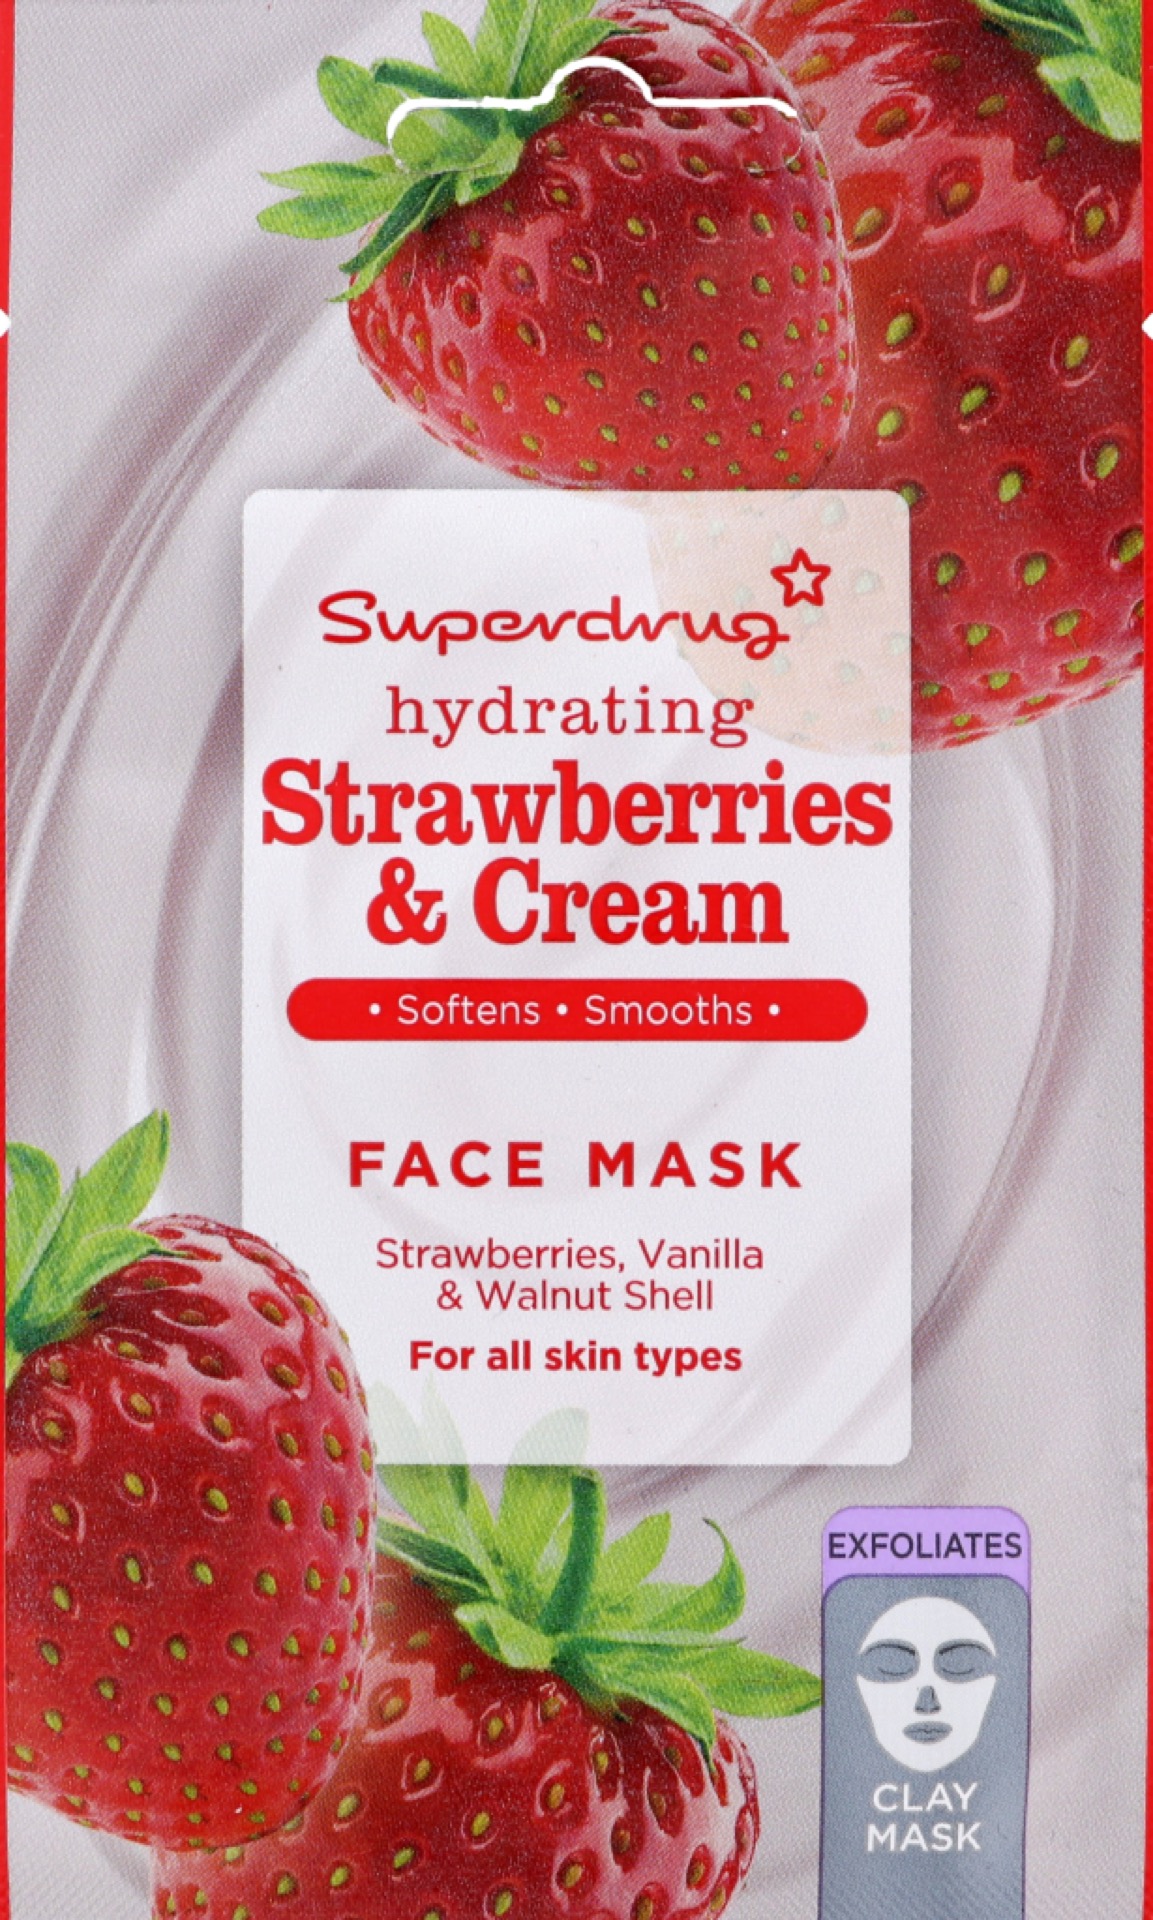 Superdrug
hydrating
Strawberries
& Cream
• Softens • Smooths •
FACE MASK
Strawberries, Vanilla
& Walnut Shell
For all skin types
EXFOLIATES
CLAY
MASK